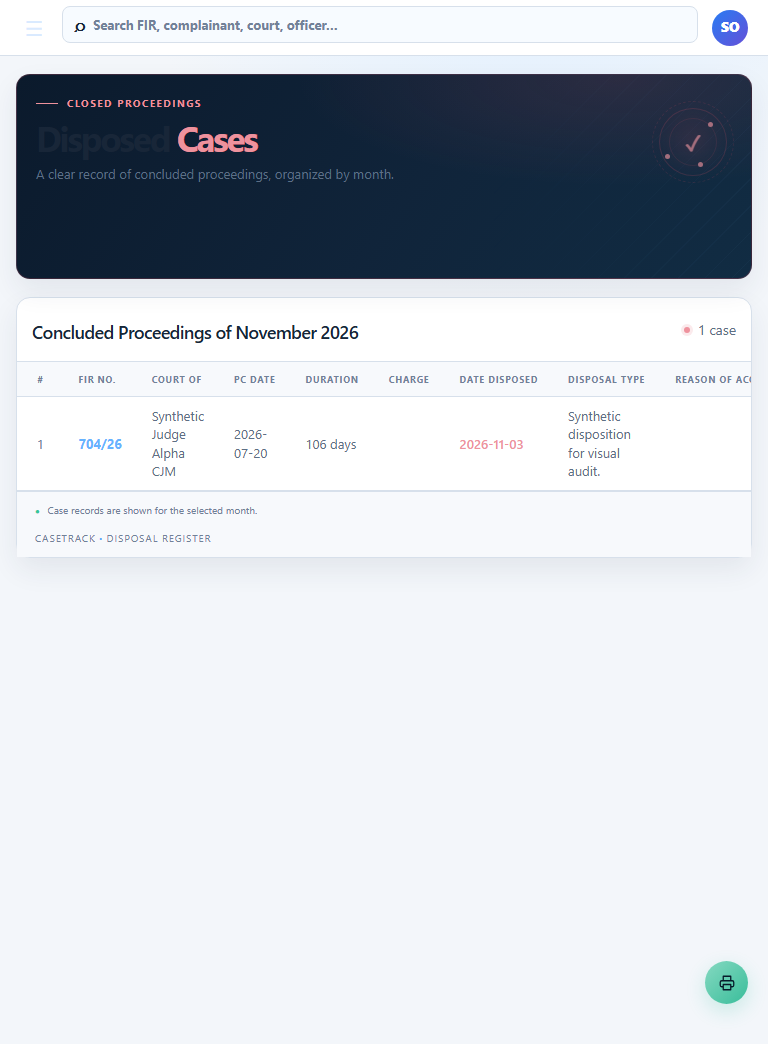 Search FIR, complainant, court, officer...
SO
CLOSED PROCEEDINGS
Disposed Cases
A clear record of concluded proceedings, organized by month.
Concluded Proceedings of November 2026
1 case
# FIR NO. COURT OF PC DATE DURATION CHARGE DATE DISPOSED DISPOSAL TYPE REASON OF
1 704/26 Synthetic Judge Alpha CJM 2026-07-20 106 days 2026-11-03 Synthetic disposition for visual audit.
Case records are shown for the selected month.
CASETRACK • DISPOSAL REGISTER